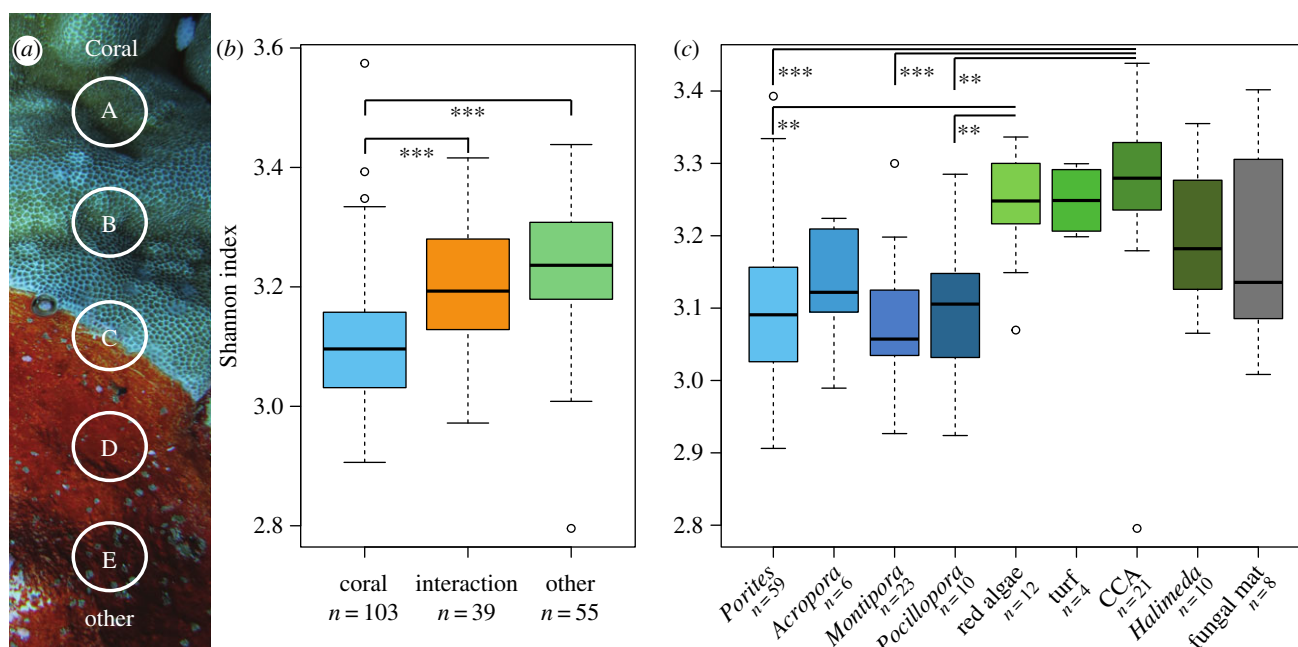 (a)
Coral
A
B
C
D
E
other
(b)
Shannon index
3.6
3.4
3.2
3.0
2.8
***
***
coral
n = 103
interaction
n = 39
other
n = 55
(c)
3.4
3.3
3.2
3.1
3.0
2.9
2.8
***
***
**
**
**
Porites
n = 59
Acropora
n = 6
Montipora
n = 23
Pocillopora
n = 10
red algae
n = 12
turf
n = 4
CCA
n = 21
Halimeda
n = 10
fungal mat
n = 8